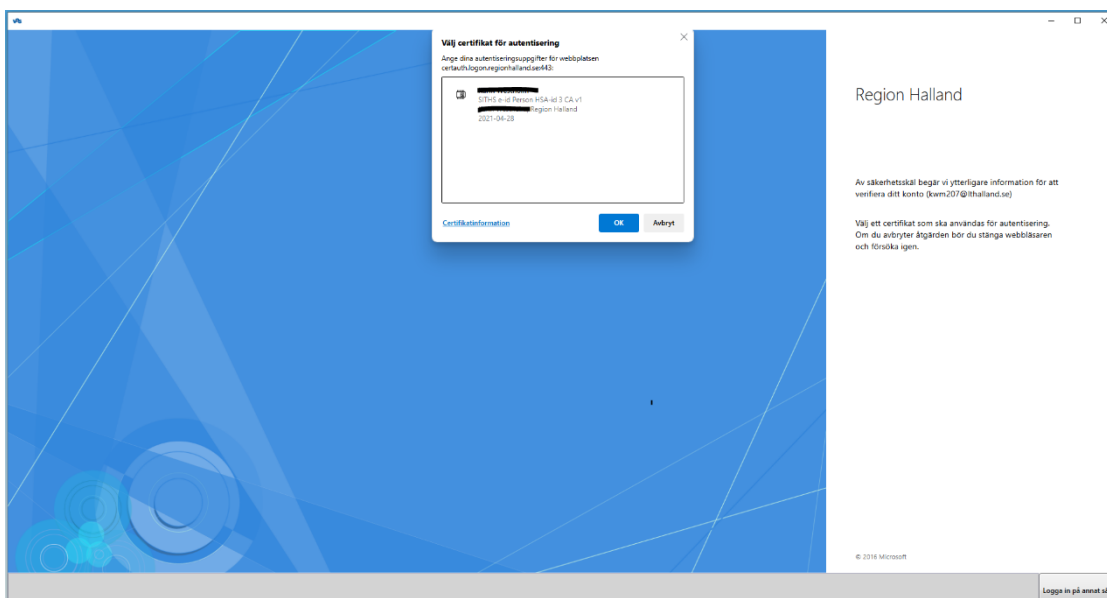 Välj certifikat för autentisering
Ange dina autentiseringsuppgifter för webbplatsen
certauth.logon.regionhalland.se:443:
SITHS e-id Person HSA-id 3 CA v1
Region Halland
2021-04-28
Certifikatinformation
OK
Avbryt
Region Halland
Av säkerhetsskäl begär vi ytterligare information för att
verifiera ditt konto (kwm207@lthalland.se)
Välj ett certifikat som ska användas för autentisering.
Om du avbryter åtgärden bör du stänga webbläsaren
och försöka igen.
© 2016 Microsoft
Logga in på annat sä